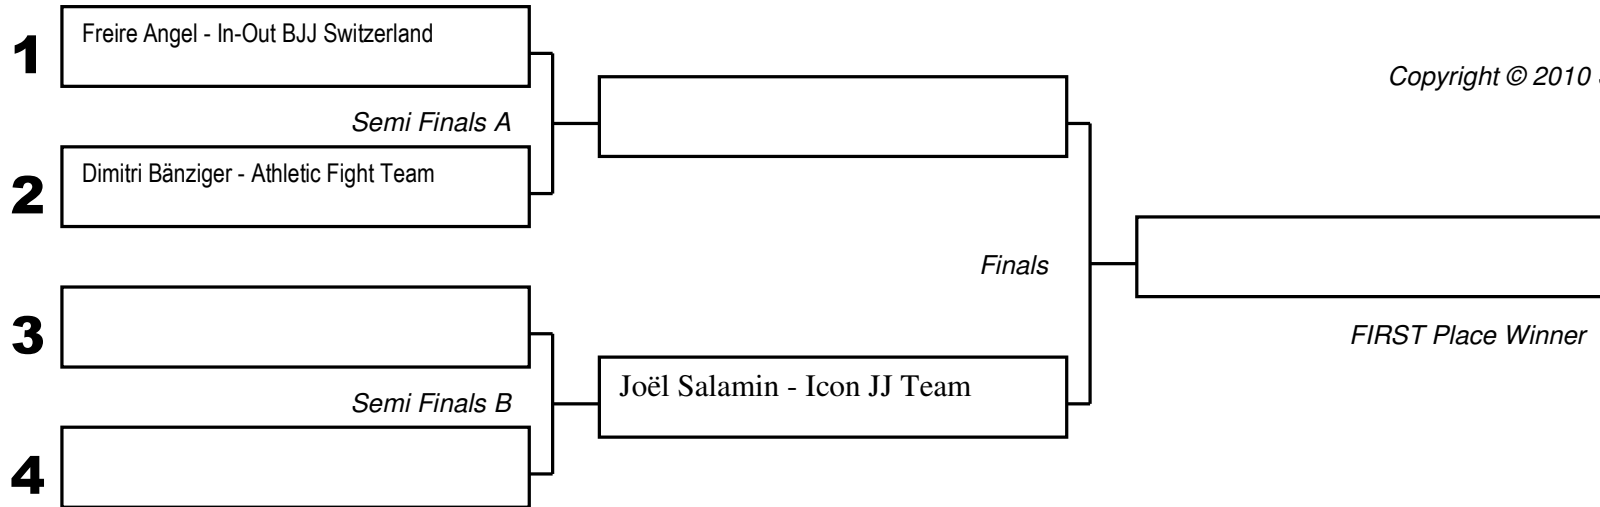 1
Freire Angel - In-Out BJJ Switzerland
Copyright © 2010
Semi Finals A
2
Dimitri Bänziger - Athletic Fight Team
Finals
3
FIRST Place Winner
Joël Salamin - Icon JJ Team
Semi Finals B
4